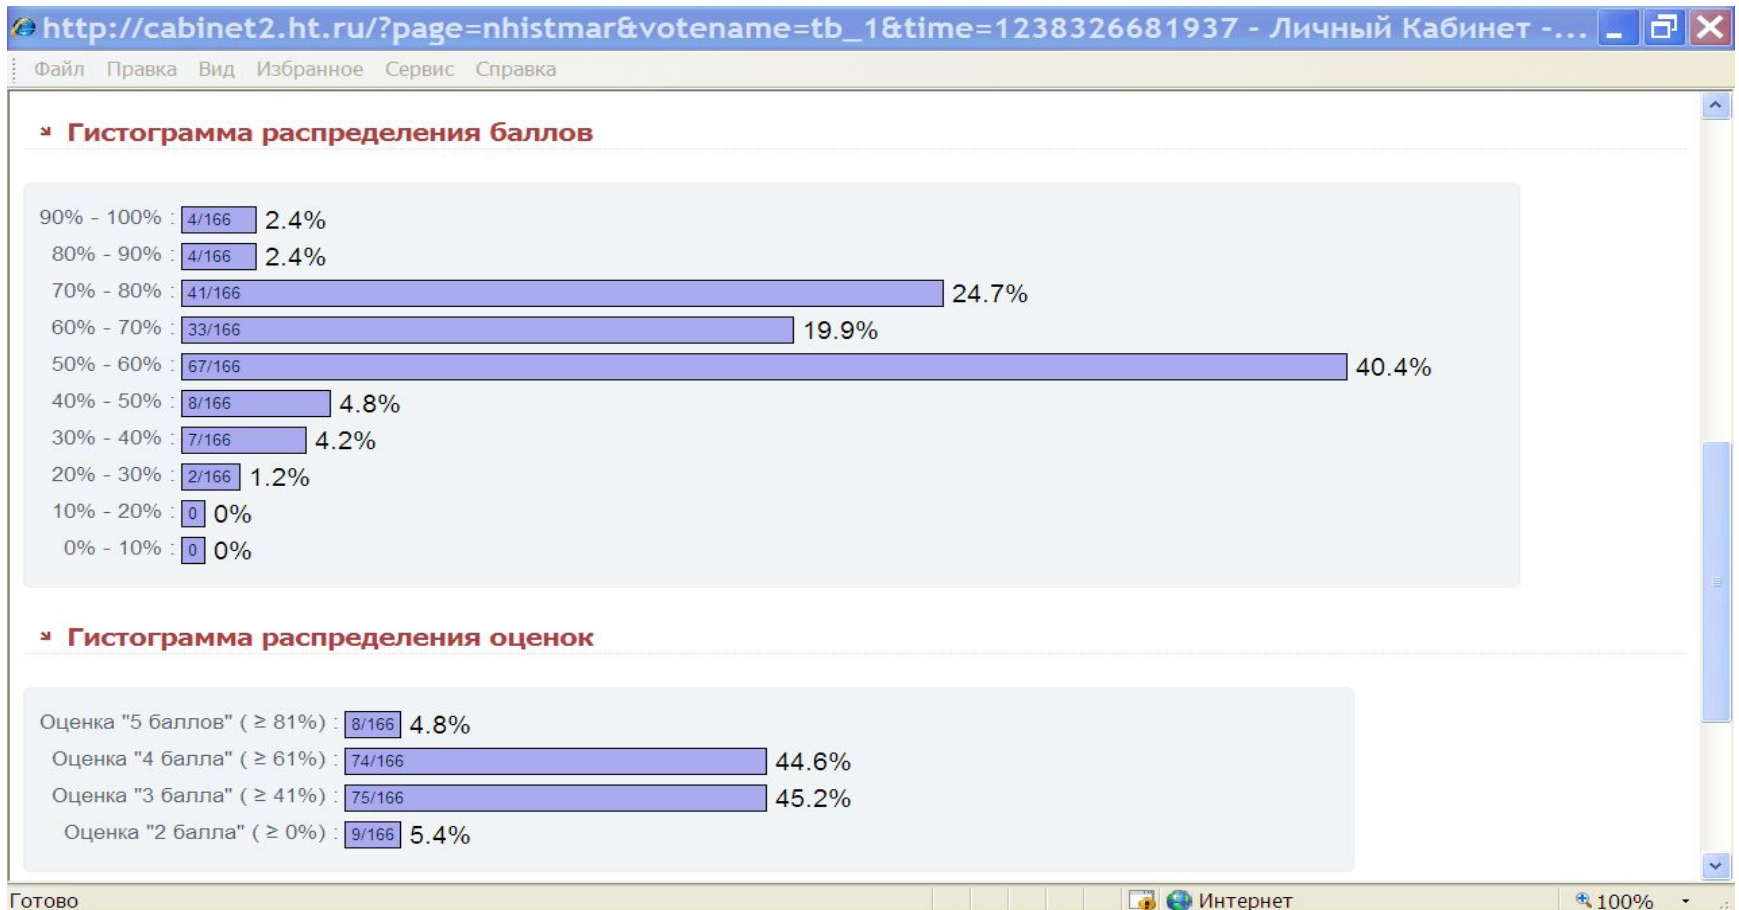 http://cabinet2.ht.ru/?page=nhistmar&votename=tb_1&time=1238326681937 - Личный Кабинет -...
Файл Правка Вид Избранное Сервис Справка
Гистограмма распределения баллов
90% - 100% : 4/166 2.4%
80% - 90% : 4/166 2.4%
70% - 80% : 41/166 24.7%
60% - 70% : 33/166 19.9%
50% - 60% : 67/166 40.4%
40% - 50% : 8/166 4.8%
30% - 40% : 7/166 4.2%
20% - 30% : 2/166 1.2%
10% - 20% : 0 0%
0% - 10% : 0 0%
Гистограмма распределения оценок
Оценка "5 баллов" ( ≥ 81%) : 8/166 4.8%
Оценка "4 балла" ( ≥ 61%) : 74/166 44.6%
Оценка "3 балла" ( ≥ 41%) : 75/166 45.2%
Оценка "2 балла" ( ≥ 0%) : 9/166 5.4%
Готово Интернет 100%